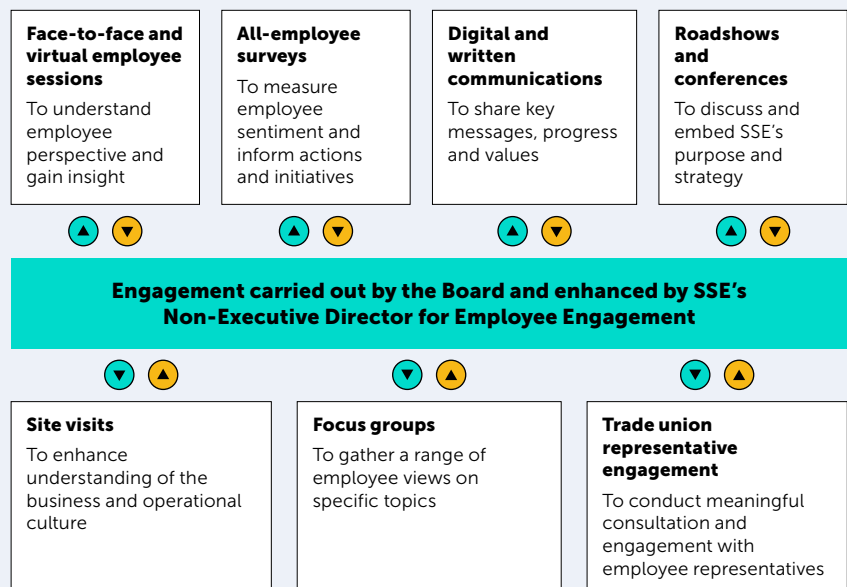 Face-to-face and
virtual employee
sessions
To understand
employee
perspective and
gain insight
All-employee
surveys
To measure
employee
sentiment and
inform actions
and initiatives
Digital and
written
communications
To share key
messages, progress
and values
Roadshows
and
conferences
To discuss and
embed SSE’s
purpose and
strategy
Engagement carried out by the Board and enhanced by SSE’s
Non-Executive Director for Employee Engagement
Site visits
To enhance
understanding of the
business and operational
culture
Focus groups
To gather a range of
employee views on
specific topics
Trade union
representative
engagement
To conduct meaningful
consultation and
engagement with
employee representatives